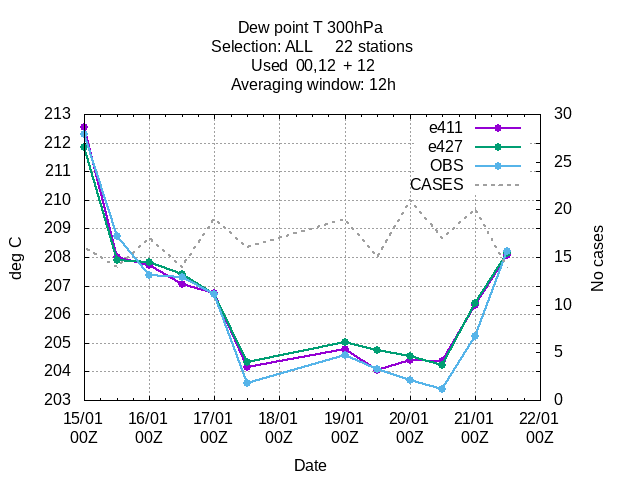 Dew point T 300hPa
Selection: ALL 22 stations
Used 00,12 + 12
Averaging window: 12h
213
212
211
210
209
208
207
206
205
204
203
deg C
30
25
20
15
10
5
0
No cases
e411
e427
OBS
CASES
15/01 16/01 17/01 18/01 19/01 20/01 21/01 22/01
00Z 00Z 00Z 00Z 00Z 00Z 00Z 00Z
Date